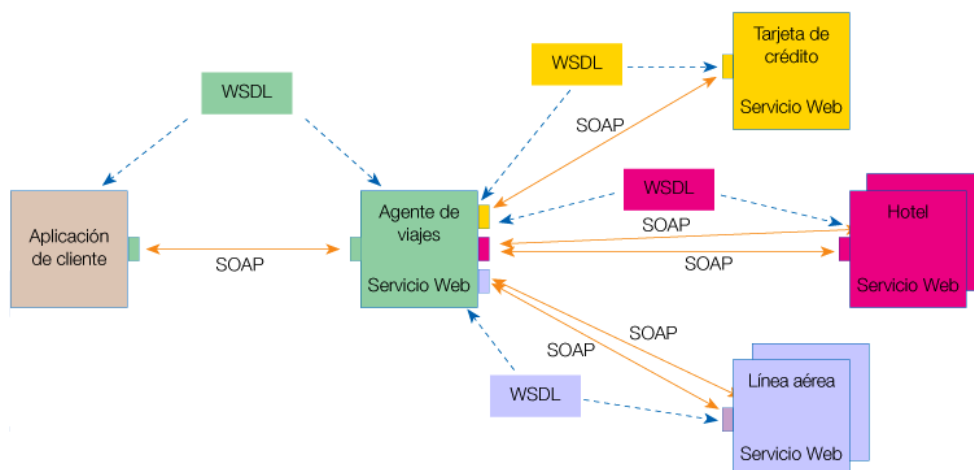 Tarjeta de
crédito
Servicio Web
WSDL
SOAP
WSDL
Aplicación
de cliente
SOAP
Agente de
viajes
Servicio Web
WSDL
SOAP
SOAP
Hotel
Servicio Web
SOAP
SOAP
WSDL
Línea aérea
Servicio Web